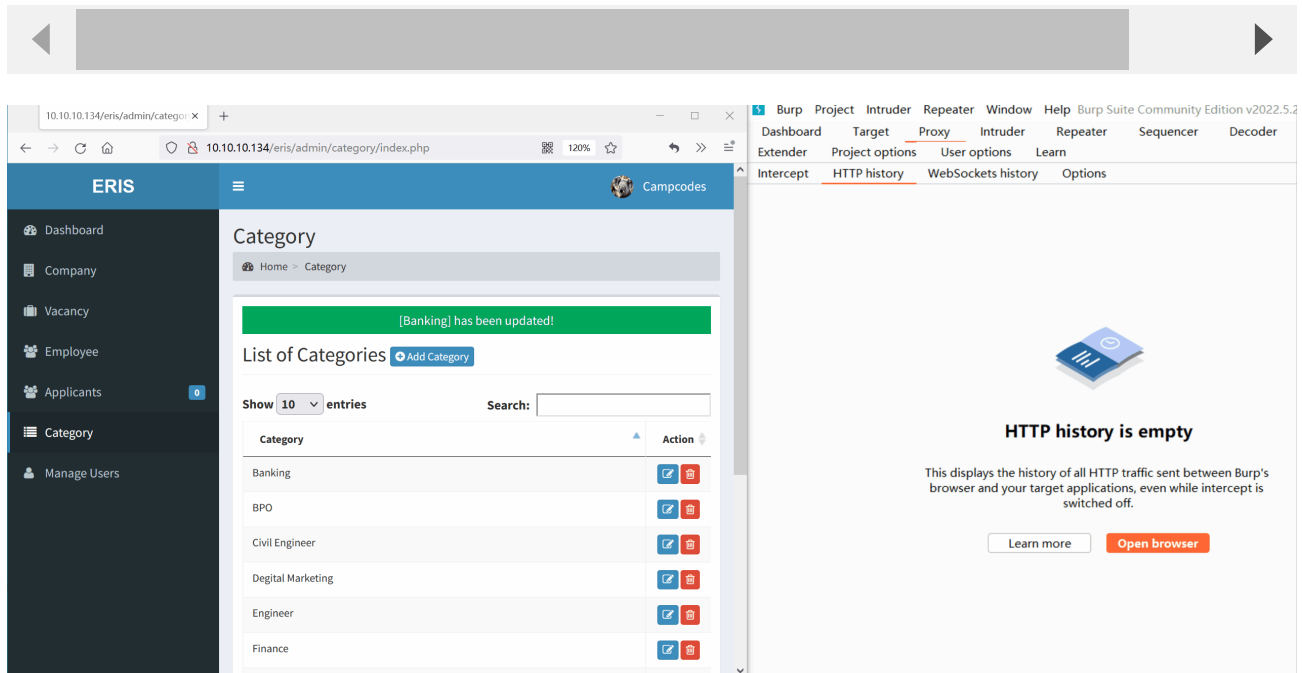 10.10.10.134/eris/admin/categor
10.10.10.134/eris/admin/category/index.php
120%
ERIS
Campcodes
Dashboard
Company
Vacancy
Employee
Applicants 0
Category
Manage Users
Category
Home > Category
[Banking] has been updated!
List of Categories Add Category
Show 10 entries
Search:
Category Action
Banking
BPO
Civil Engineer
Degital Marketing
Engineer
Finance
Burp Project Intruder Repeater Window Help Burp Suite Community Edition v2022.5.2
Dashboard Target Proxy Intruder Repeater Sequencer Decoder
Extender Project options User options Learn
Intercept HTTP history WebSockets history Options
HTTP history is empty
This displays the history of all HTTP traffic sent between Burp's
browser and your target applications, even while intercept is
switched off.
Learn more Open browser